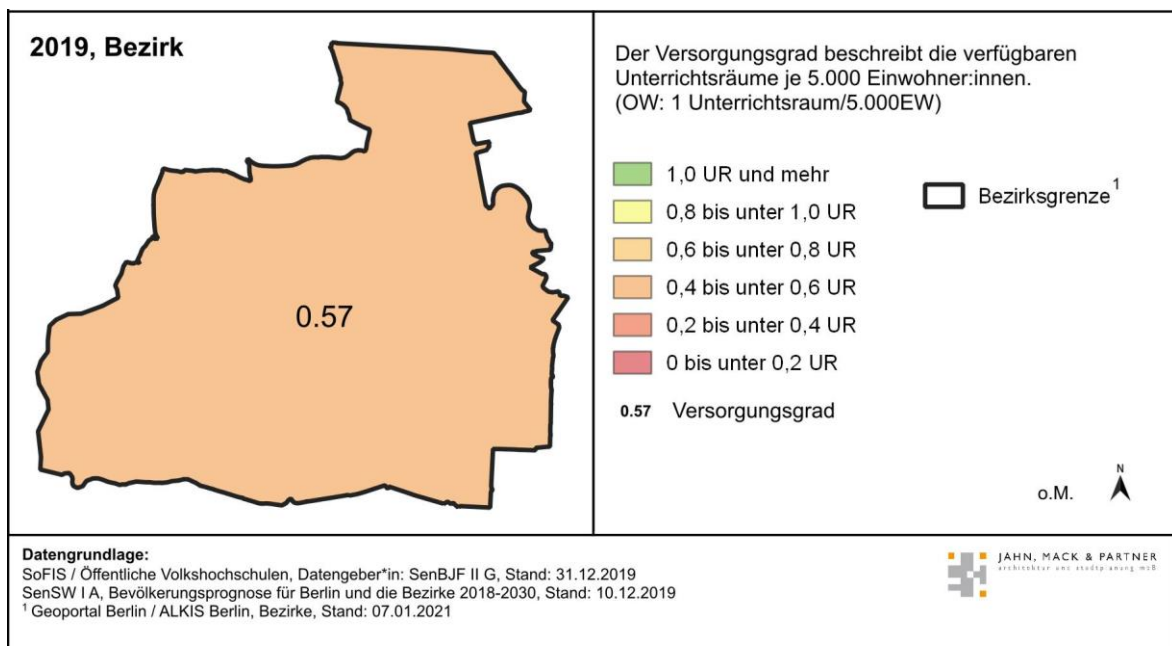 2019, Bezirk
0.57
Der Versorgungsgrad beschreibt die verfügbaren
Unterrichtsräume je 5.000 Einwohner:innen.
(OW: 1 Unterrichtsraum/5.000EW)
1,0 UR und mehr
0,8 bis unter 1,0 UR
0,6 bis unter 0,8 UR
0,4 bis unter 0,6 UR
0,2 bis unter 0,4 UR
0 bis unter 0,2 UR
0.57 Versorgungsgrad
Bezirksgrenze¹
o.M.
N
Datengrundlage:
SoFIS / Öffentliche Volkshochschulen, Datengeber*in: SenBJF II G, Stand: 31.12.2019
SenSW I A, Bevölkerungsprognose für Berlin und die Bezirke 2018-2030, Stand: 10.12.2019
¹ Geoportal Berlin / ALKIS Berlin, Bezirke, Stand: 07.01.2021
JAHN, MACK & PARTNER
architektur und stadtplanung mbB